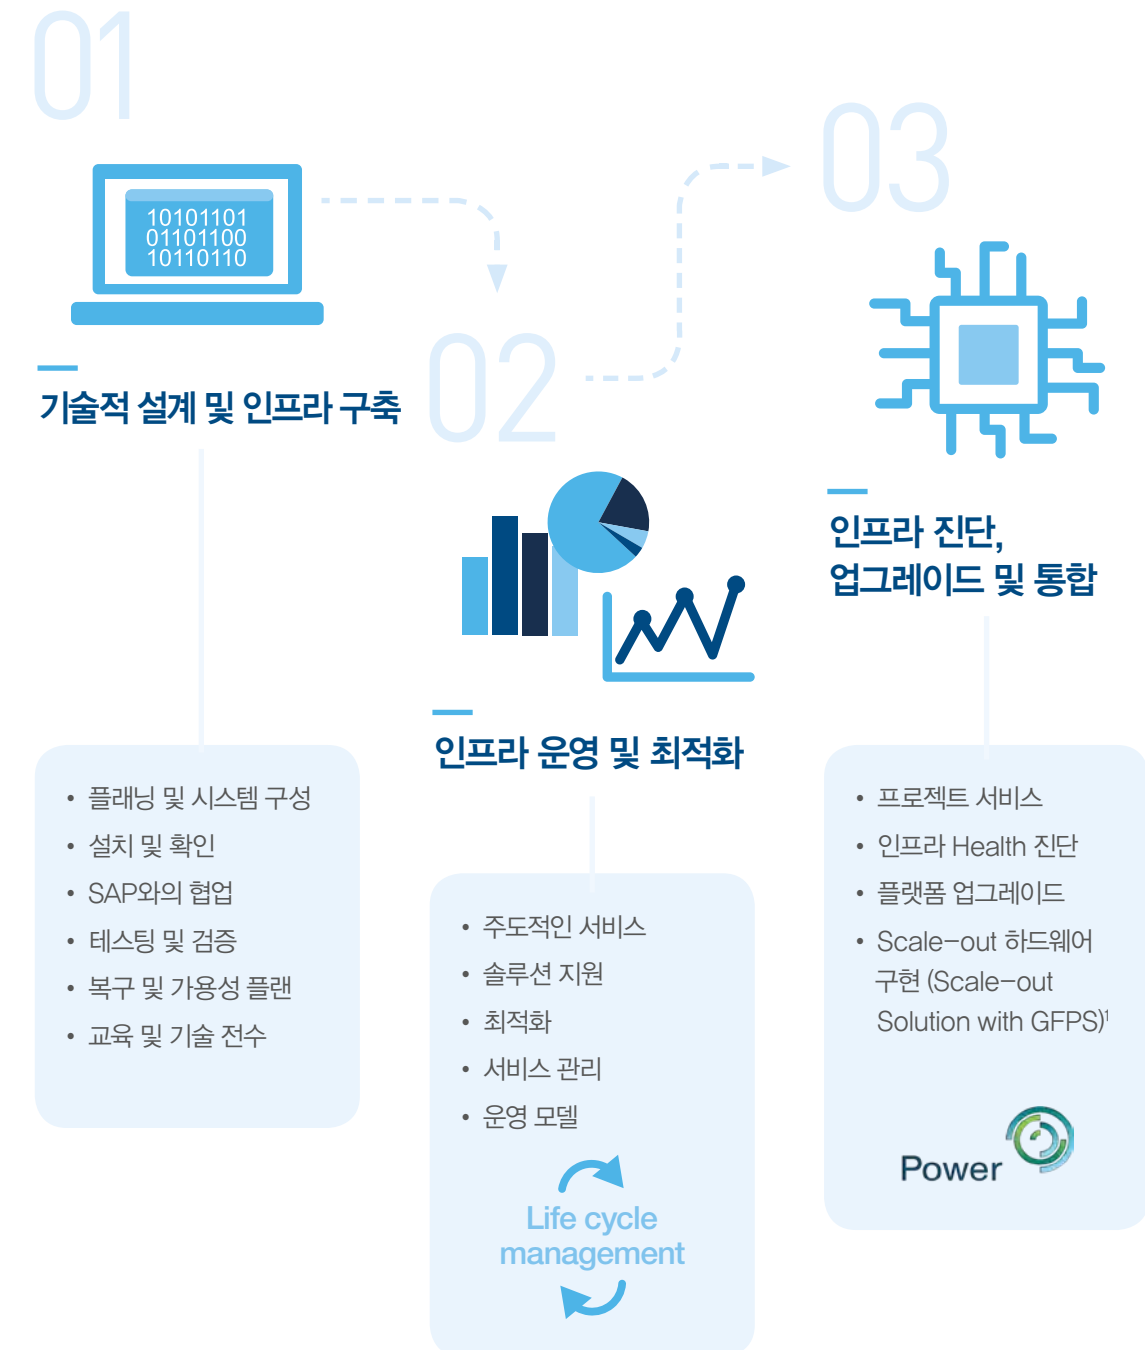 01
10101101
01101100
10110110
기술적 설계 및 인프라 구축
• 플래닝 및 시스템 구성
• 설치 및 확인
• SAP와의 협업
• 테스팅 및 검증
• 복구 및 가용성 플랜
• 교육 및 기술 전수
02
인프라 운영 및 최적화
• 주도적인 서비스
• 솔루션 지원
• 최적화
• 서비스 관리
• 운영 모델
Life cycle
management
03
인프라 진단,
업그레이드 및 통합
• 프로젝트 서비스
• 인프라 Health 진단
• 플랫폼 업그레이드
• Scale-out 하드웨어
구현 (Scale-out
Solution with GFPS)¹
Power